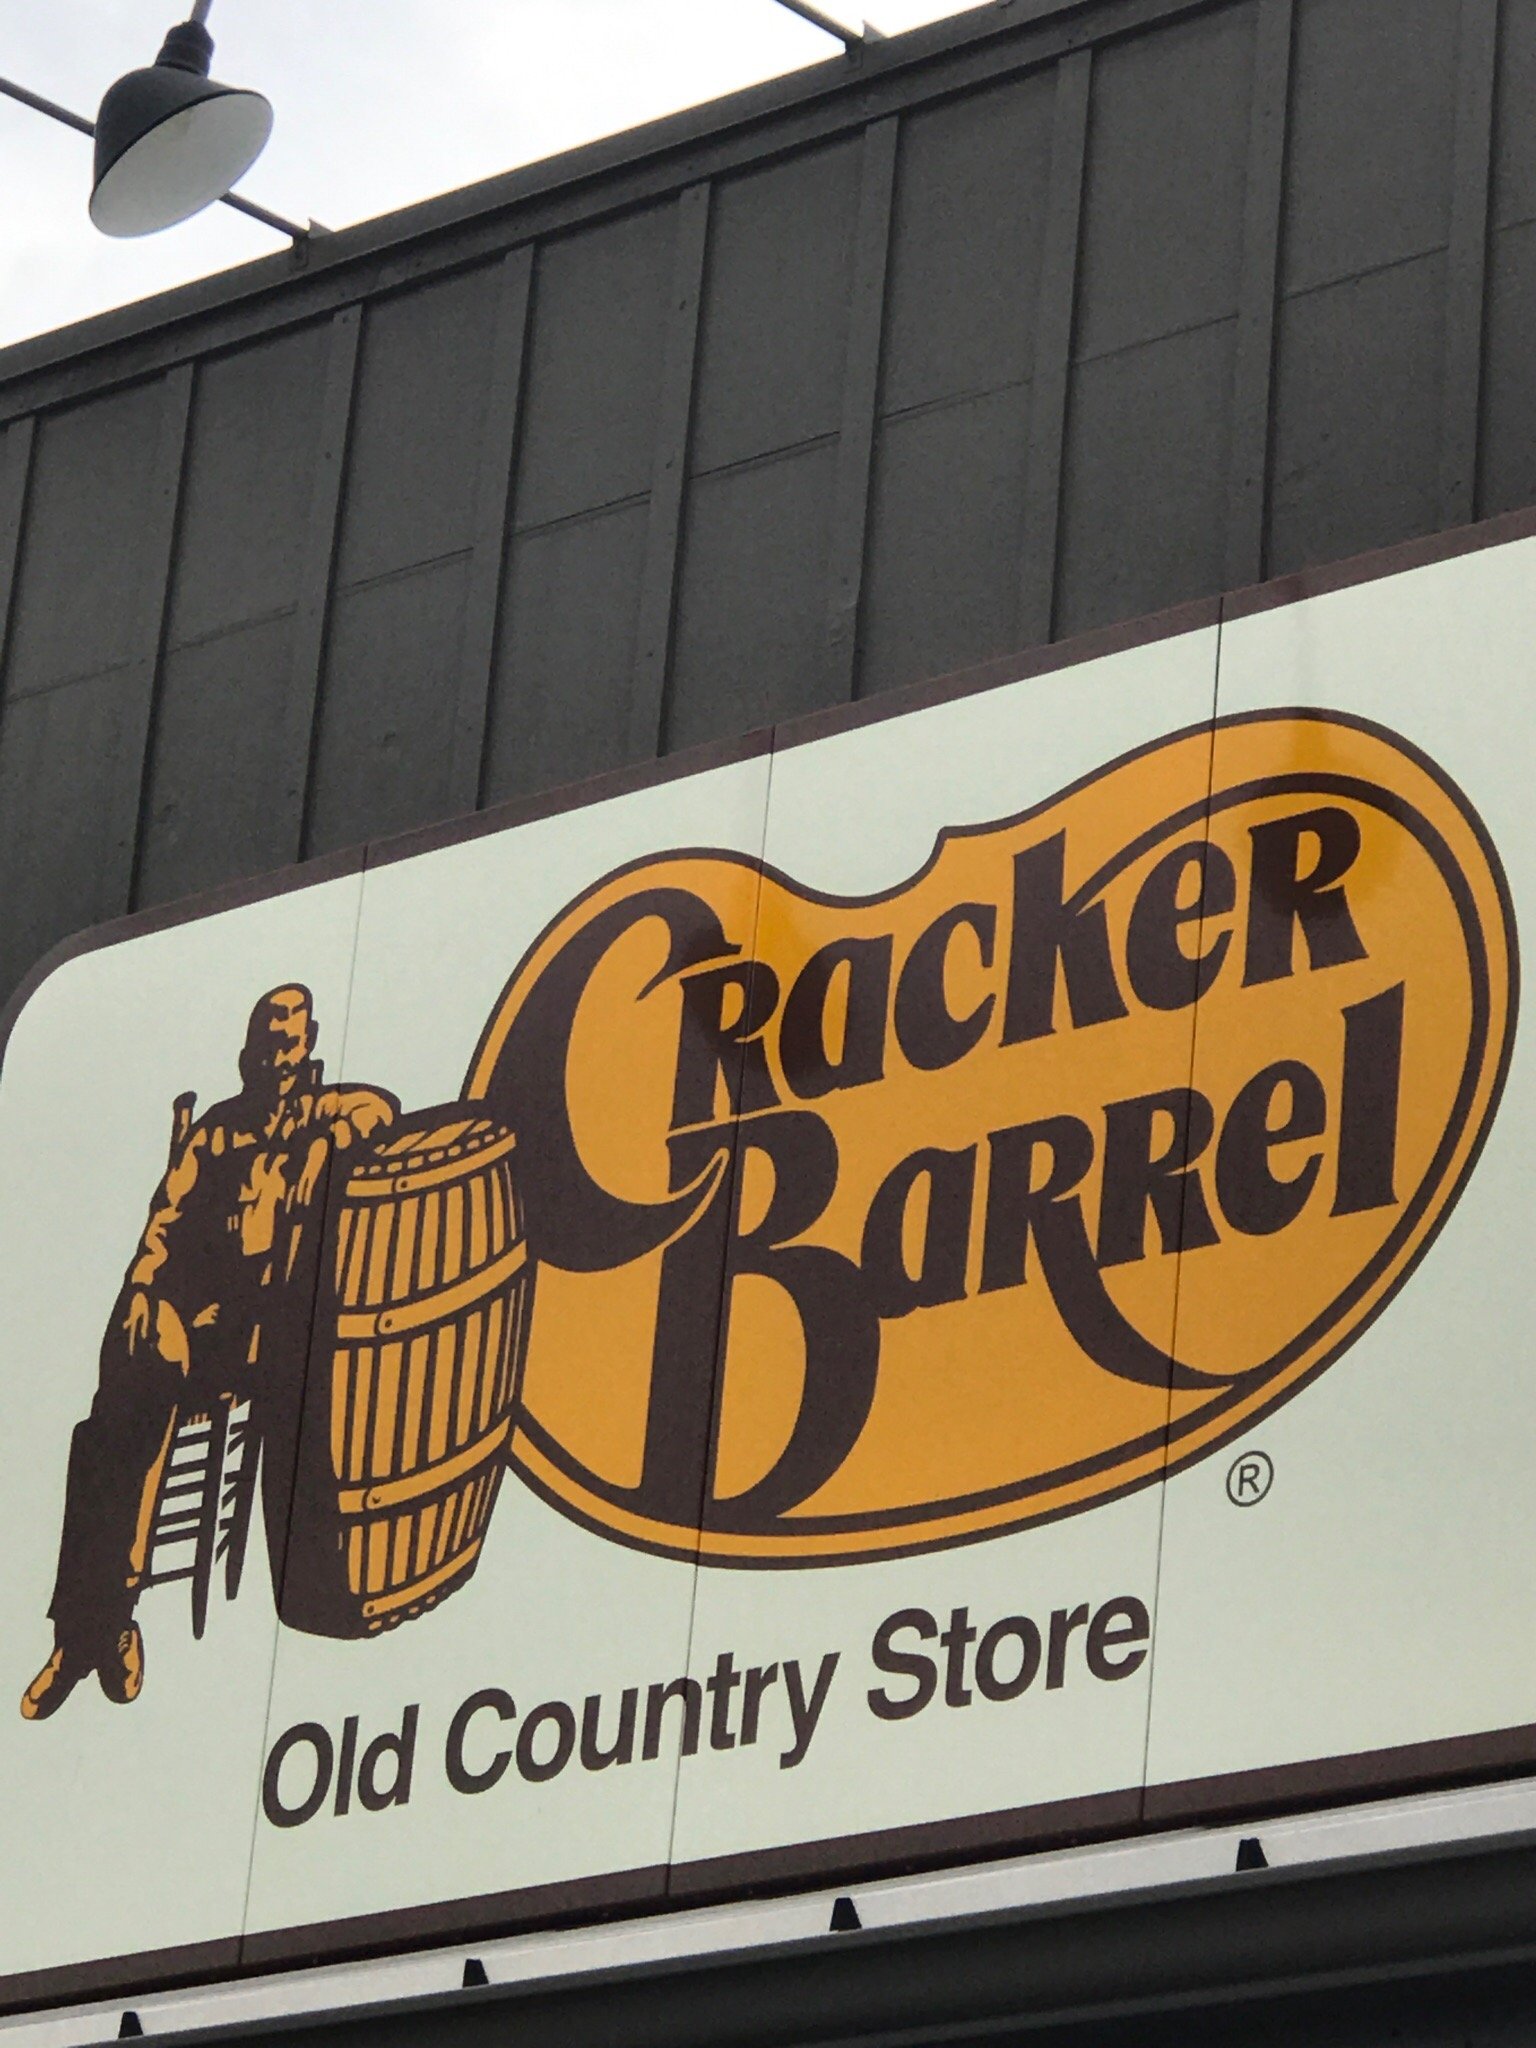 Cracker
Barrel
®
Old Country Store